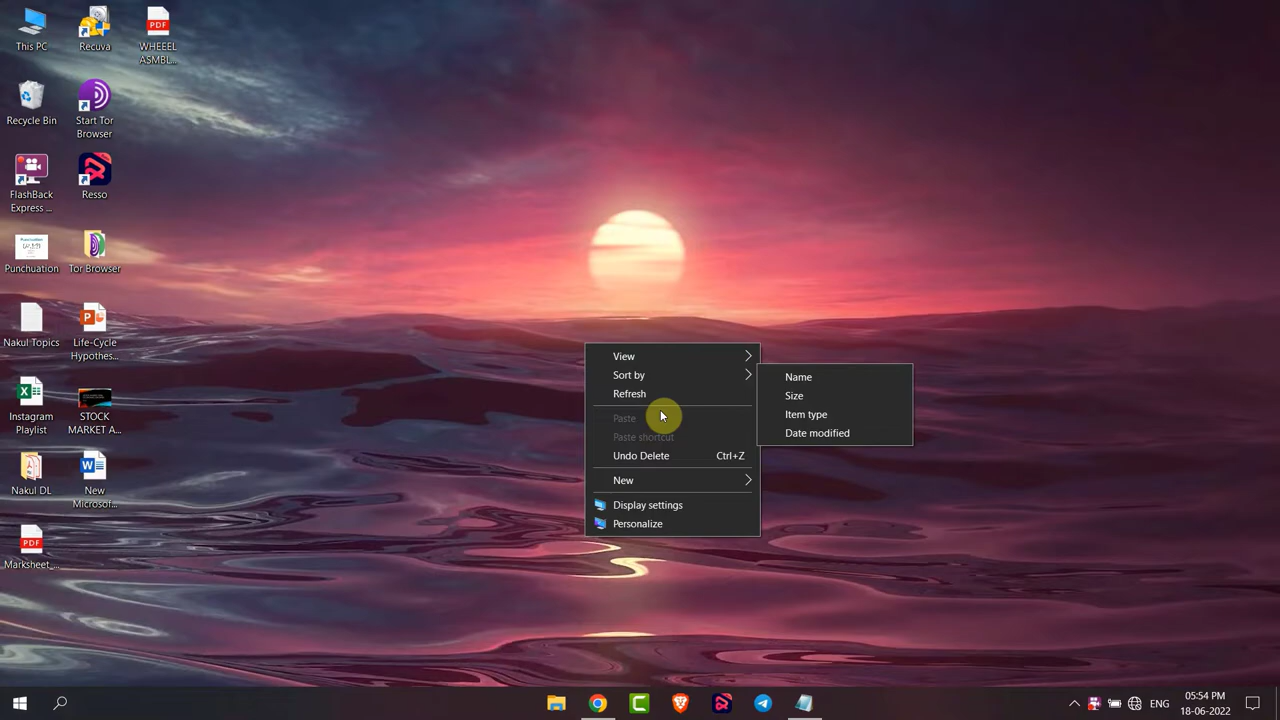 This PC
Recuva
WHEEEL
ASMBL...
Recycle Bin
Start Tor
Browser
FlashBack
Express ...
Resso
Punchuation
Tor Browser
Nakul Topics
Life-Cycle
Hypothes...
Instagram
Playlist
STOCK
MARKET A...
Nakul DL
New
Microsof...
Marksheet_...
View
Sort by
Refresh
Paste
Paste shortcut
Undo Delete Ctrl+Z
New
Display settings
Personalize
Name
Size
Item type
Date modified
ENG
05:54 PM
18-06-2022